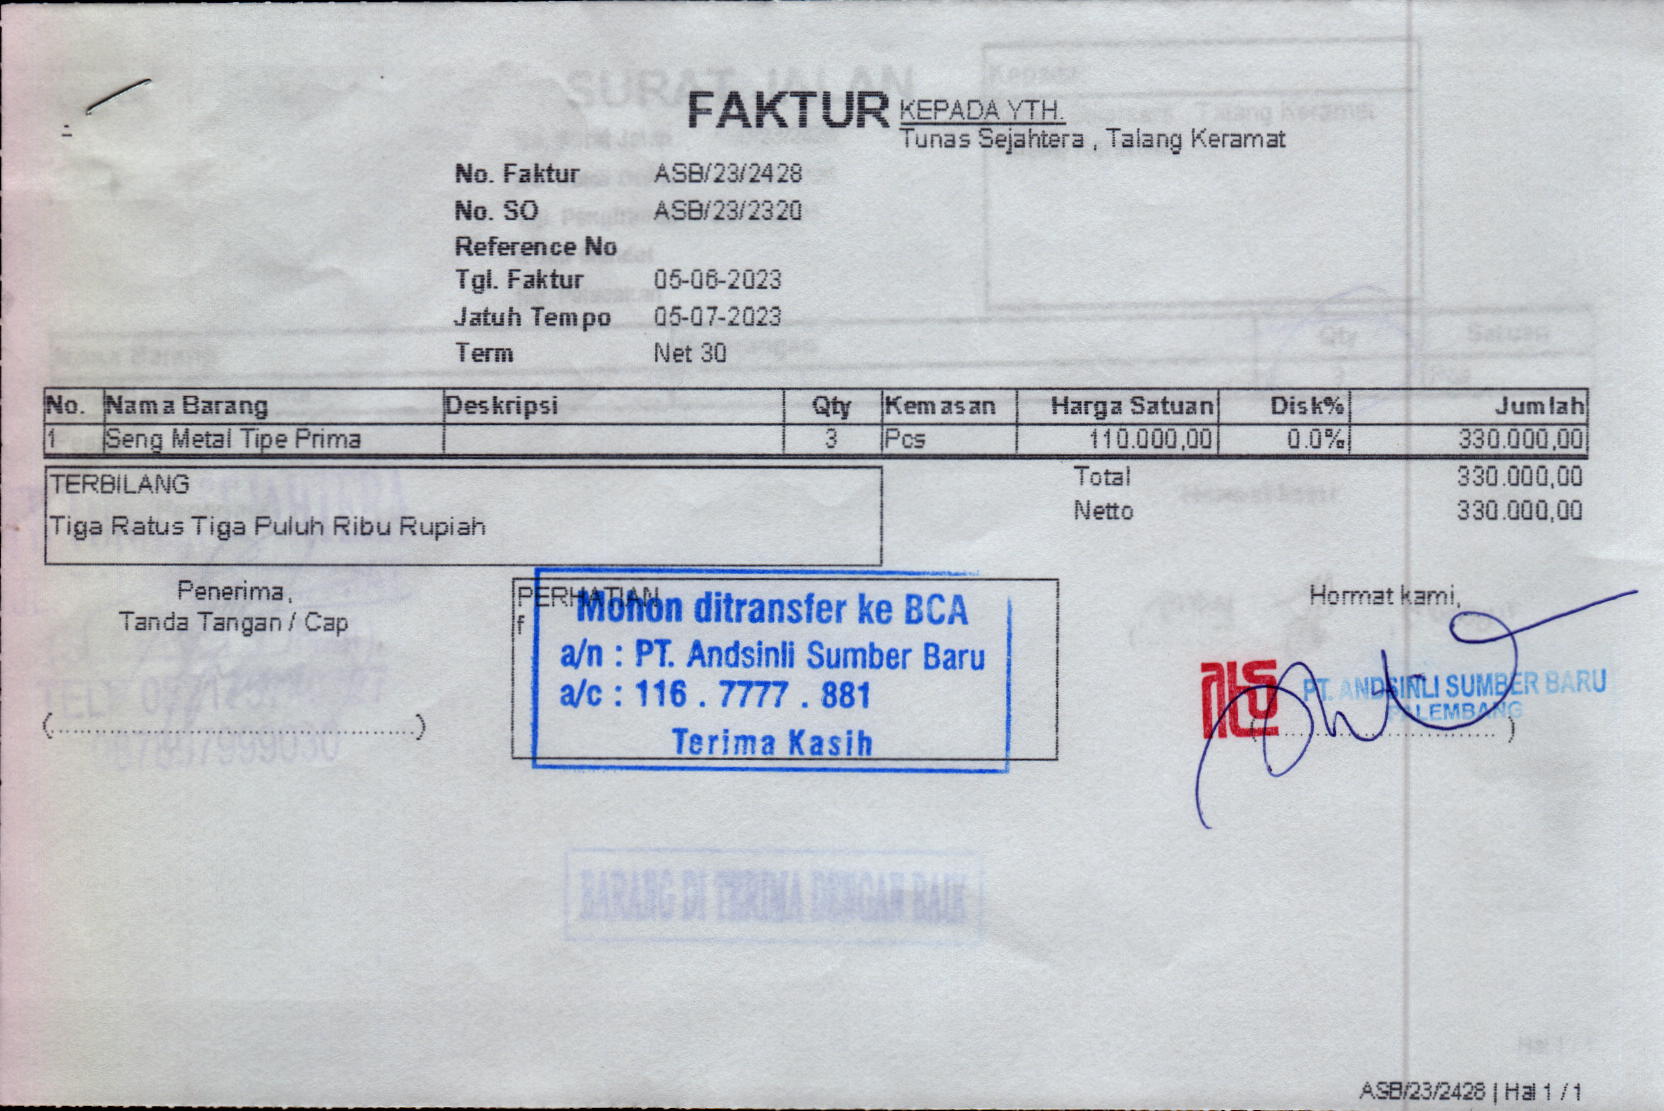 FAKTUR
KEPADA YTH.
Tunas Sejahtera , Talang Keramat
No. Faktur ASB/23/2428
No. SO ASB/23/2320
Reference No
Tgl. Faktur 05-06-2023
Jatuh Tempo 05-07-2023
Term Net 30
No. Nama Barang Deskripsi Qty Kemasan Harga Satuan Disk% Jumlah
1 Seng Metal Tipe Prima 3 Pcs 110.000,00 0.0% 330.000,00
TERBILANG
Tiga Ratus Tiga Puluh Ribu Rupiah
Total 330.000,00
Netto 330.000,00
Penerima,
Tanda Tangan / Cap
(.......................................................)
PERHATIAN
f
Mohon ditransfer ke BCA
a/n : PT. Andsinli Sumber Baru
a/c : 116 . 7777 . 881
Terima Kasih
Hormat kami,
PT. ANDSINLI SUMBER BARU
PALEMBANG
(.................................)
BARANG DI TERIMA DENGAN BAIK
ASB/23/2428 | Hal 1 / 1